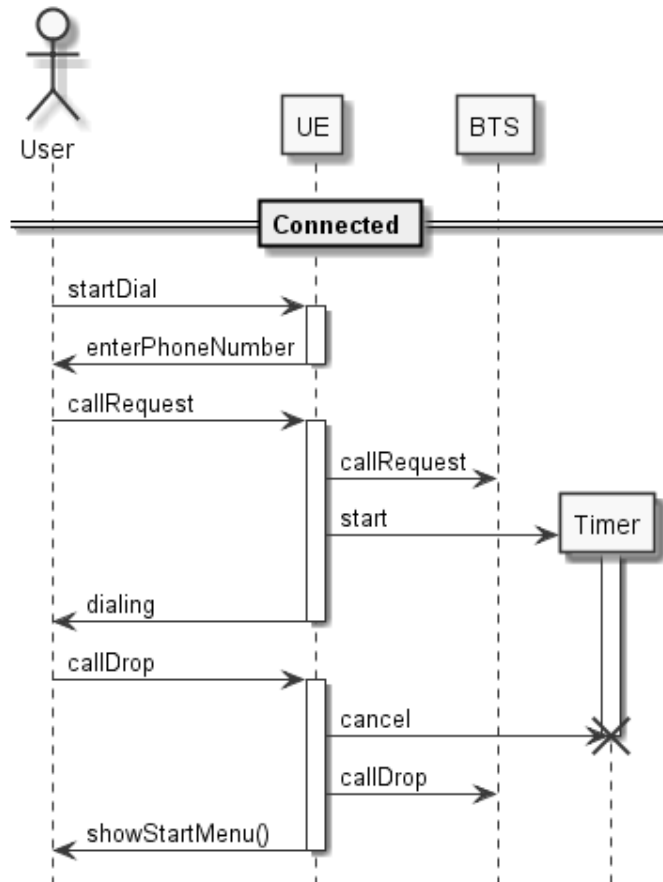 User
UE
BTS
Connected
startDial
enterPhoneNumber
callRequest
callRequest
start
Timer
dialing
callDrop
cancel
callDrop
showStartMenu()